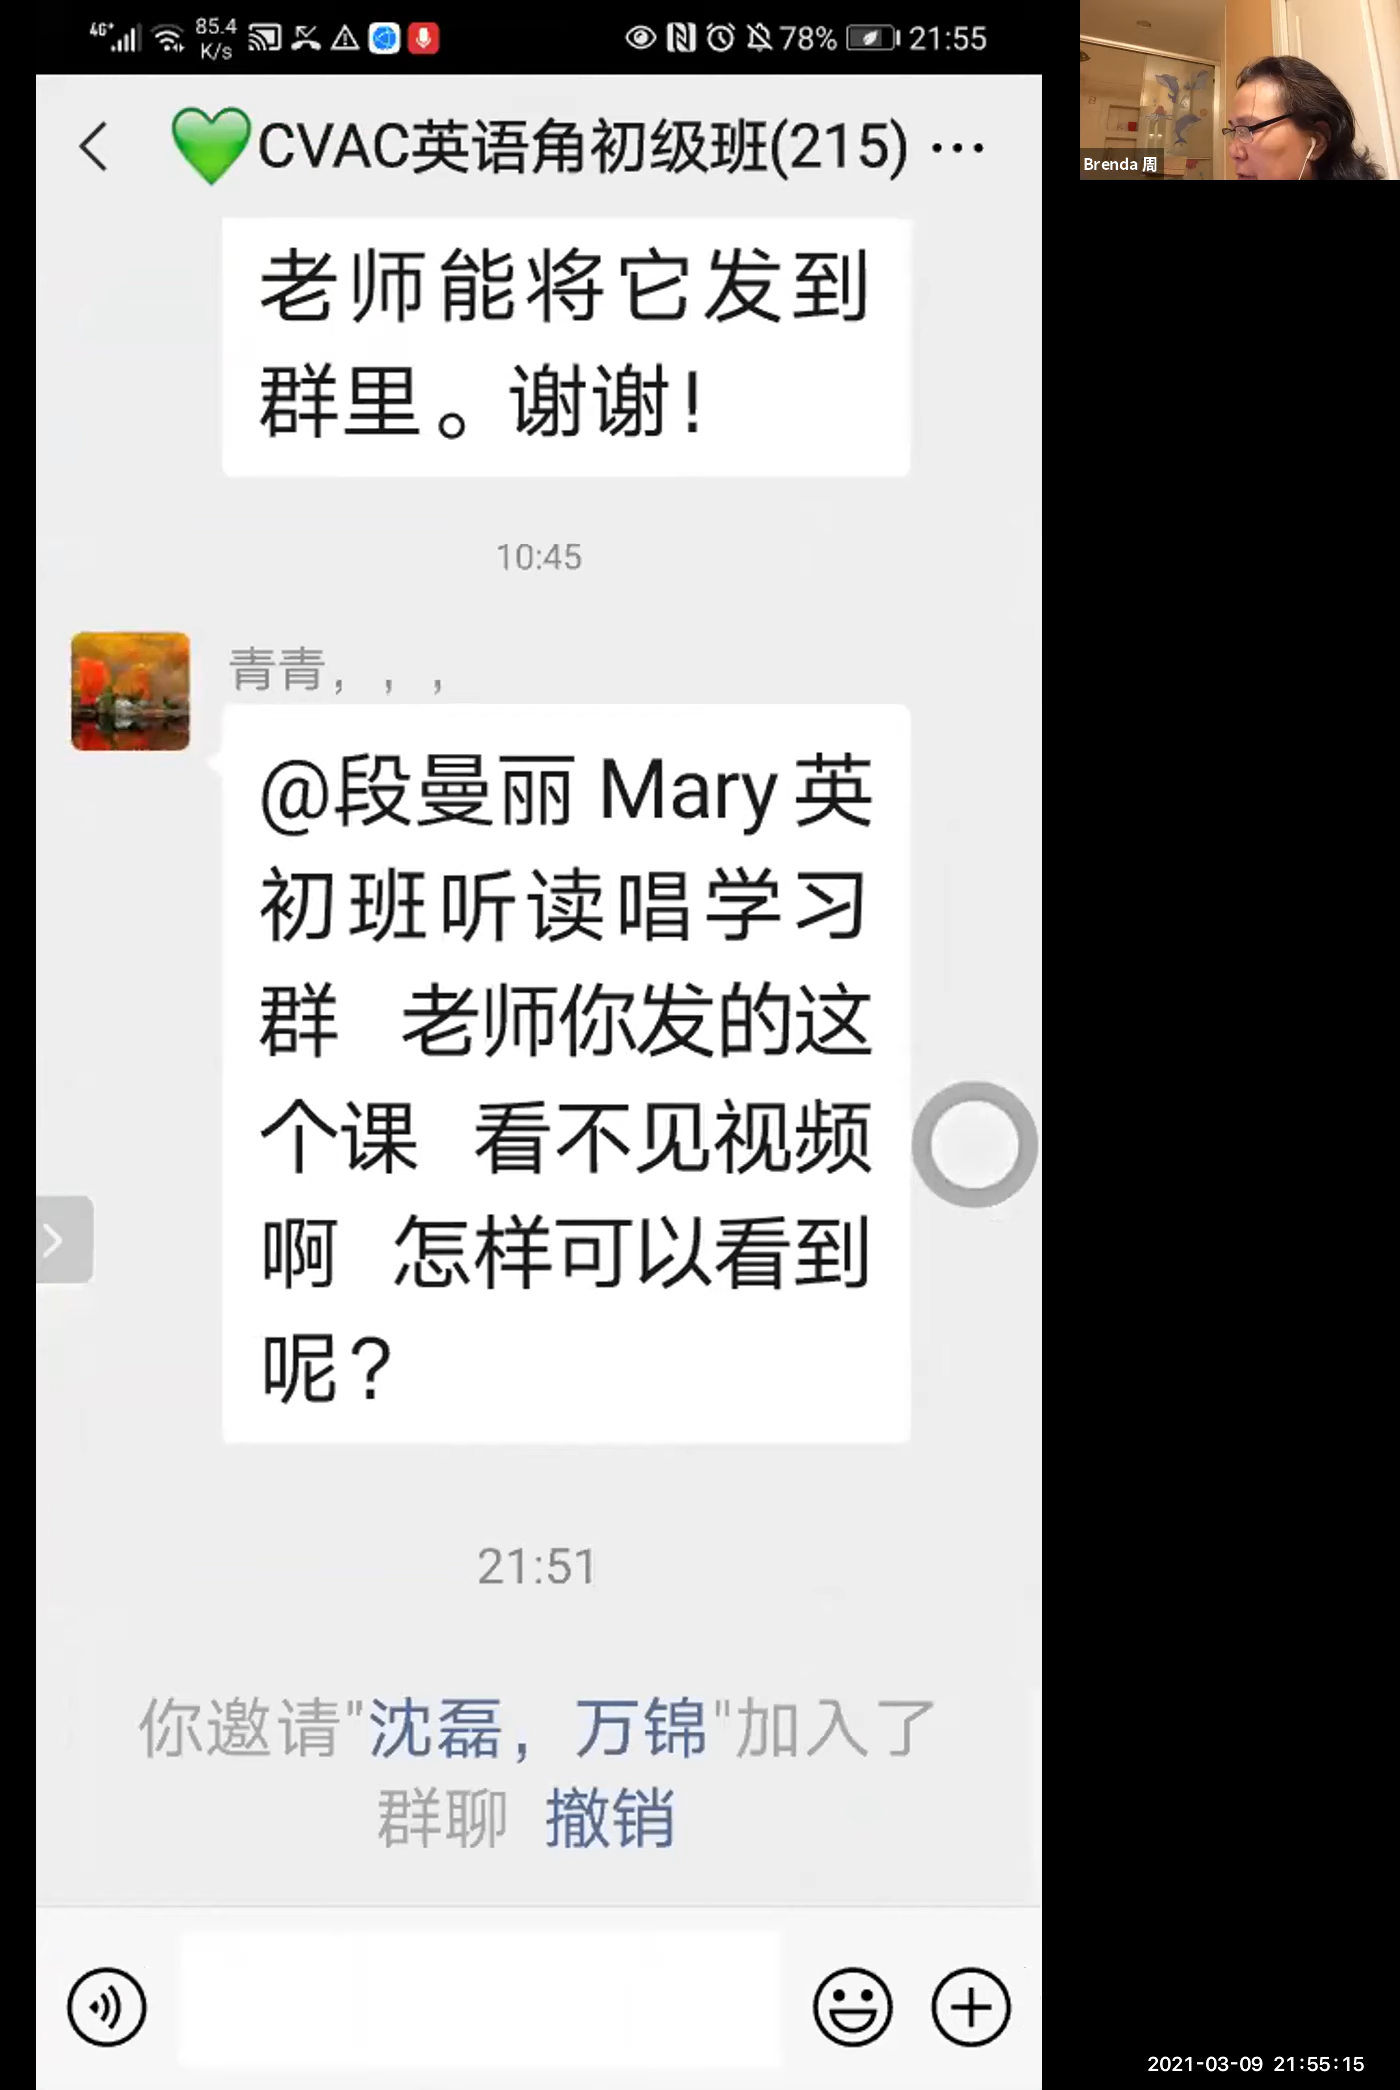 4G+ 85.4 K/s 78% 21:55
💚CVAC英语角初级班(215)
老师能将它发到
群里。谢谢!
10:45
青青，，，
@段曼丽 Mary 英
初班听读唱学习
群 老师你发的这
个课 看不见视频
啊 怎样可以看到
呢?
21:51
你邀请"沈磊，万锦"加入了
群聊 撤销
Brenda 周
2021-03-09 21:55:15